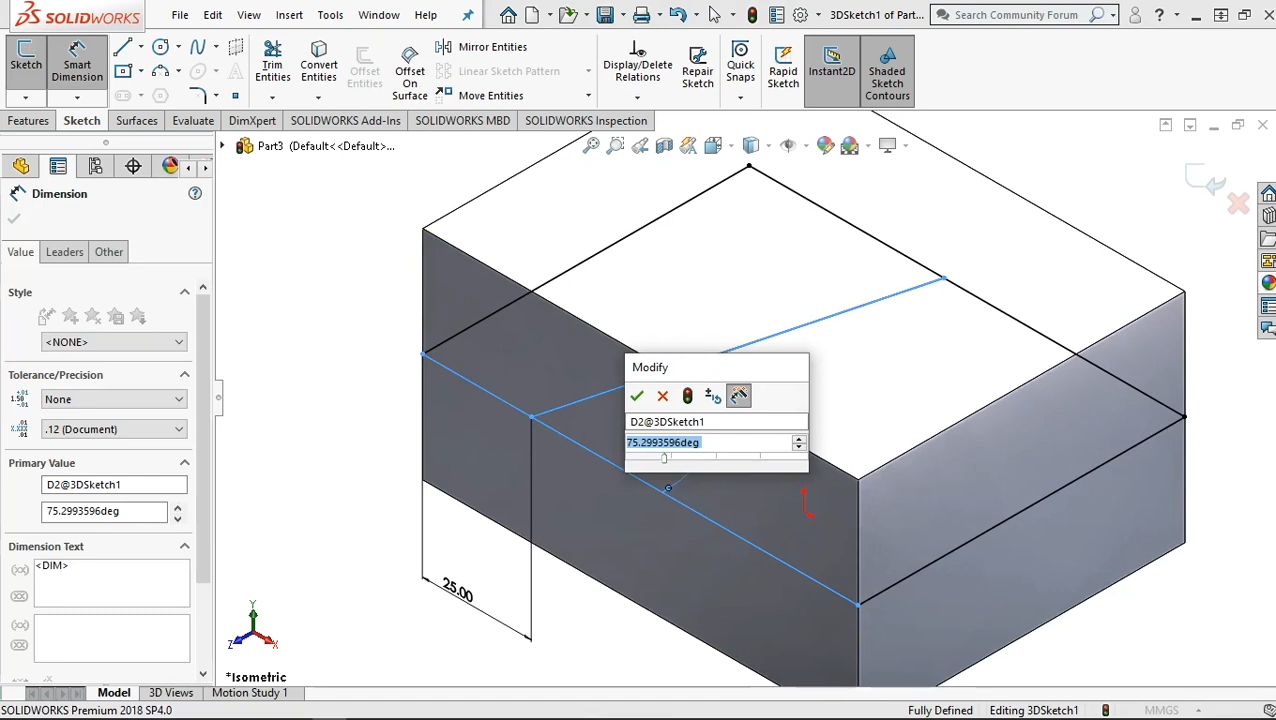 SOLIDWORKS
File Edit View Insert Tools Window Help
3DSketch1 of Part...
Search Community Forum
?
Sketch
Smart Dimension
Trim Entities
Convert Entities
Offset Entities
Offset On Surface
Mirror Entities
Linear Sketch Pattern
Move Entities
Display/Delete Relations
Repair Sketch
Quick Snaps
Rapid Sketch
Instant2D
Shaded Sketch Contours
Features Sketch Surfaces Evaluate DimXpert SOLIDWORKS Add-Ins SOLIDWORKS MBD SOLIDWORKS Inspection
Part3 (Default<<Default>...
Dimension
?
Value Leaders Other
Style
<NONE>
Tolerance/Precision
None
.12 (Document)
Primary Value
D2@3DSketch1
75.2993596deg
Dimension Text
<DIM>
Modify
D2@3DSketch1
75.2993596deg
25.00
Y
Z
X
*Isometric
Model 3D Views Motion Study 1
SOLIDWORKS Premium 2018 SP4.0
Fully Defined
Editing 3DSketch1
MMGS